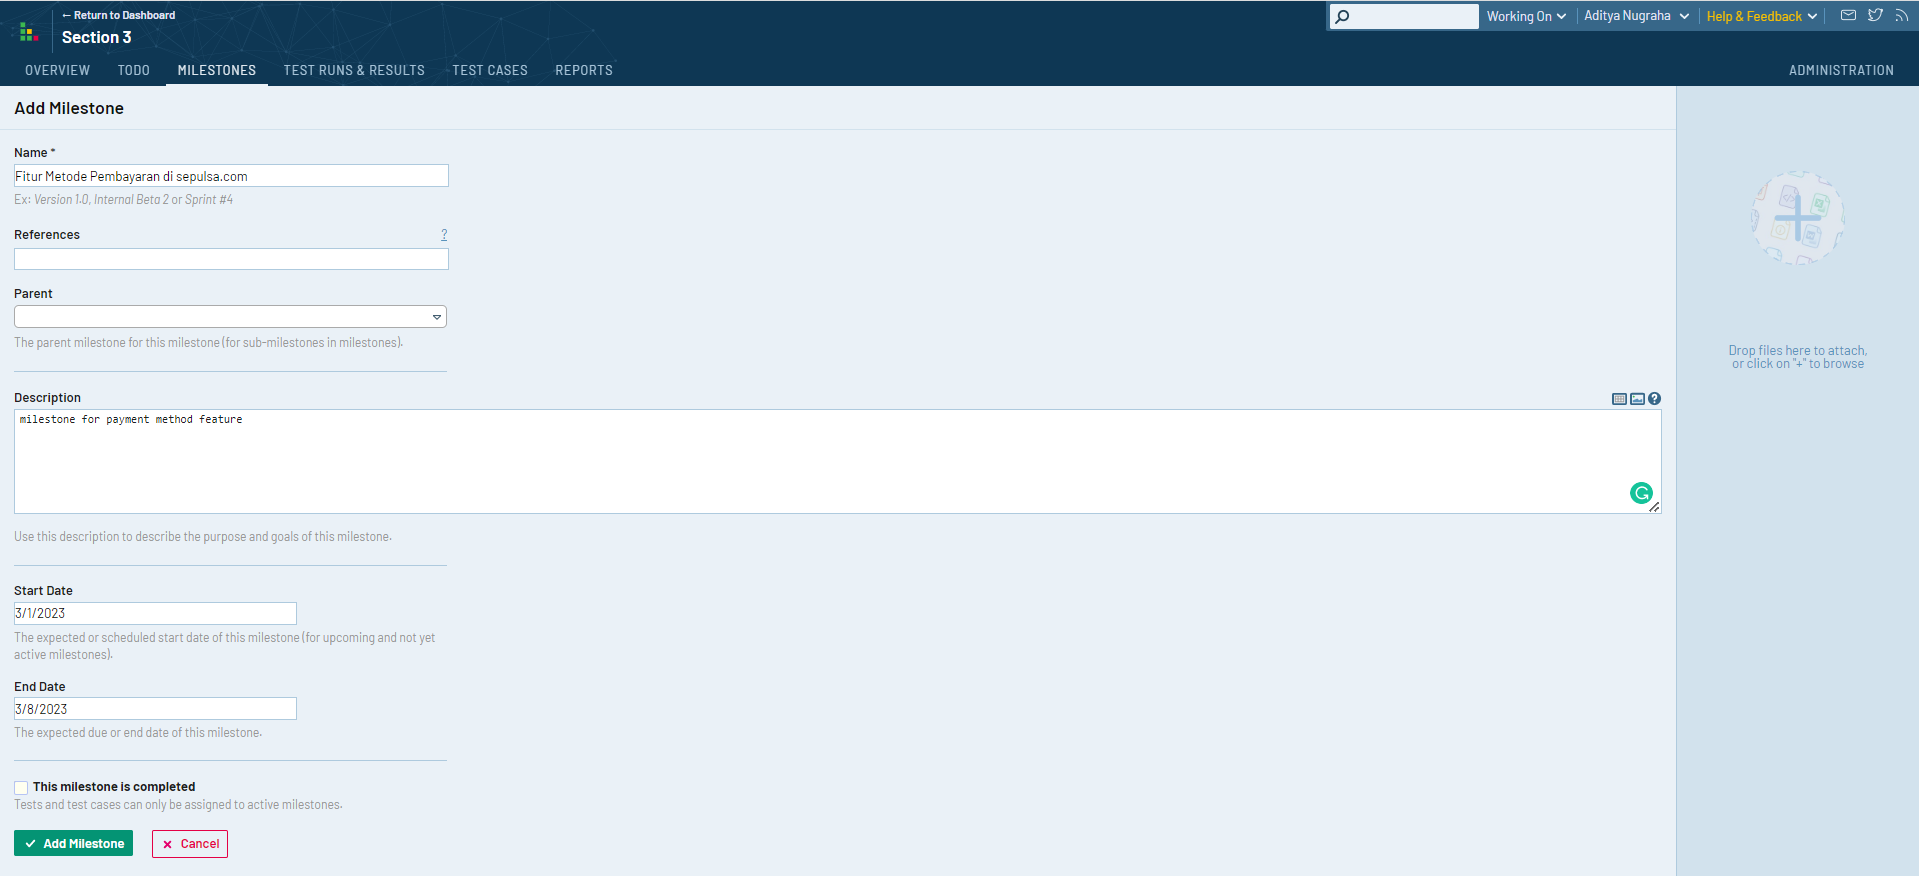 ← Return to Dashboard
Section 3
Working On
Aditya Nugraha
Help & Feedback
OVERVIEW TODO MILESTONES TEST RUNS & RESULTS TEST CASES REPORTS ADMINISTRATION
Add Milestone
Name *
Fitur Metode Pembayaran di sepulsa.com
Ex: Version 1.0, Internal Beta 2 or Sprint #4
References ?
Parent
The parent milestone for this milestone (for sub-milestones in milestones).
Description
milestone for payment method feature
Use this description to describe the purpose and goals of this milestone.
Start Date
3/1/2023
The expected or scheduled start date of this milestone (for upcoming and not yet
active milestones).
End Date
3/8/2023
The expected due or end date of this milestone.
This milestone is completed
Tests and test cases can only be assigned to active milestones.
Add Milestone Cancel
Drop files here to attach,
or click on "+" to browse